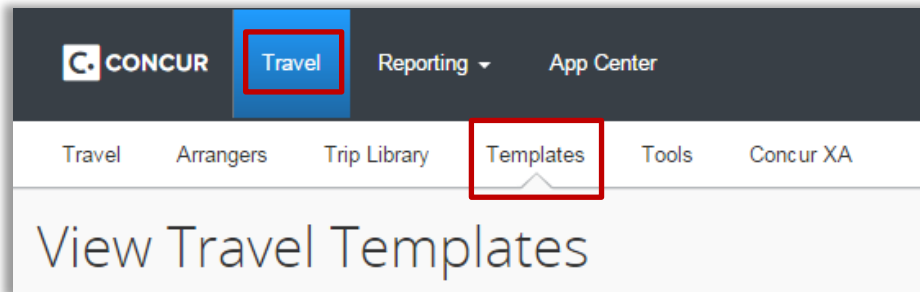 C. CONCUR Travel Reporting App Center
Travel Arrangers Trip Library Templates Tools Concur XA
View Travel Templates